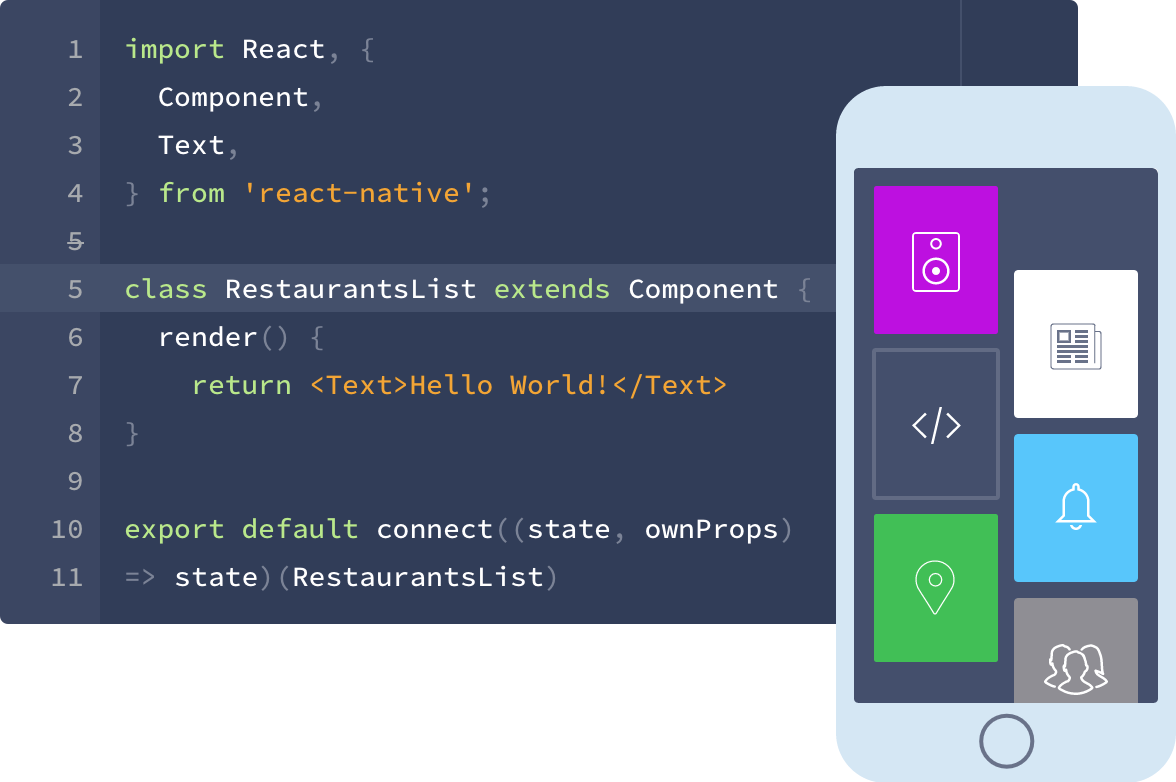 1 import React, {
2   Component,
3   Text,
4 } from 'react-native';
5
5 class RestaurantsList extends Component {
6   render() {
7     return <Text>Hello World!</Text>
8 }
9
10 export default connect((state, ownProps)
11 => state)(RestaurantsList)